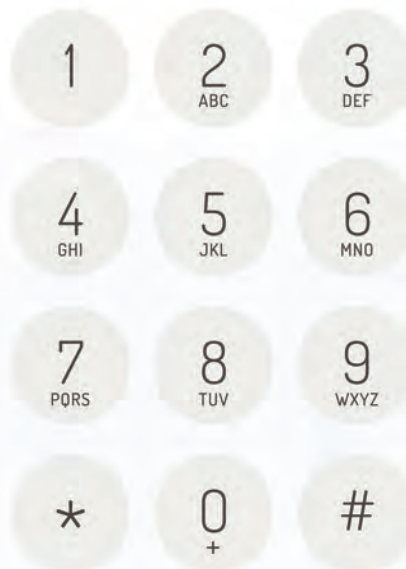 1 2 3
ABC DEF
4 5 6
GHI JKL MNO
7 8 9
PQRS TUV WXYZ
* 0 #
+